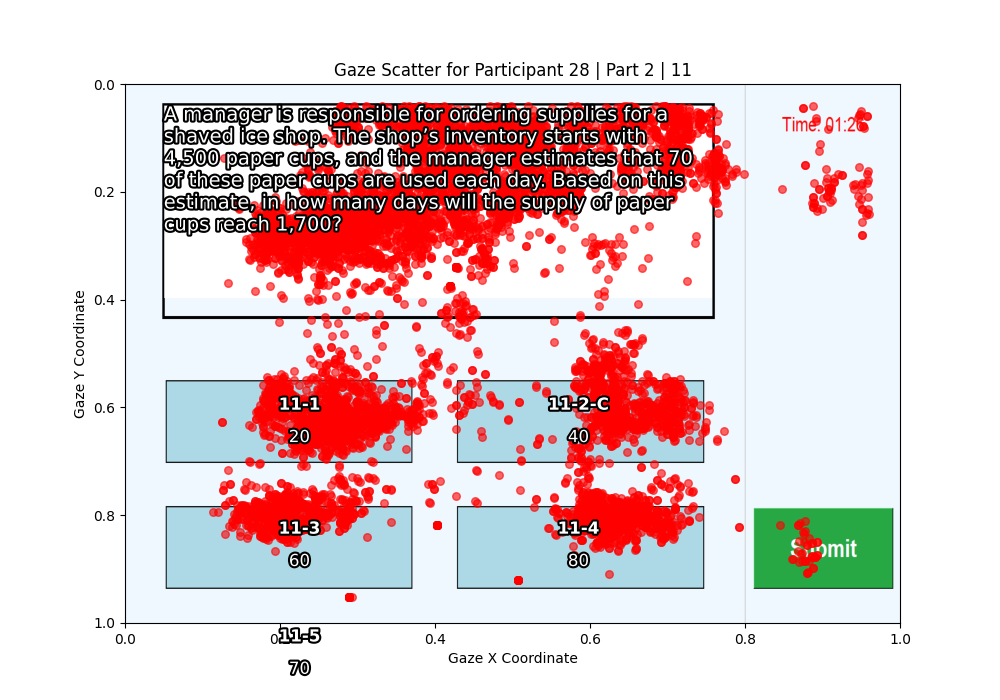 Gaze Scatter for Participant 28 | Part 2 | 11
A manager is responsible for ordering supplies for a
shaved ice shop. The shop’s inventory starts with
4,500 paper cups, and the manager estimates that 70
of these paper cups are used each day. Based on this
estimate, in how many days will the supply of paper
cups reach 1,700?
Time: 01:26
11-1
20
11-2-C
40
11-3
60
11-4
80
Submit
11-5
70
0.0
0.2
0.4
0.6
0.8
1.0
Gaze Y Coordinate
0.0
0.2
0.4
0.6
0.8
1.0
Gaze X Coordinate